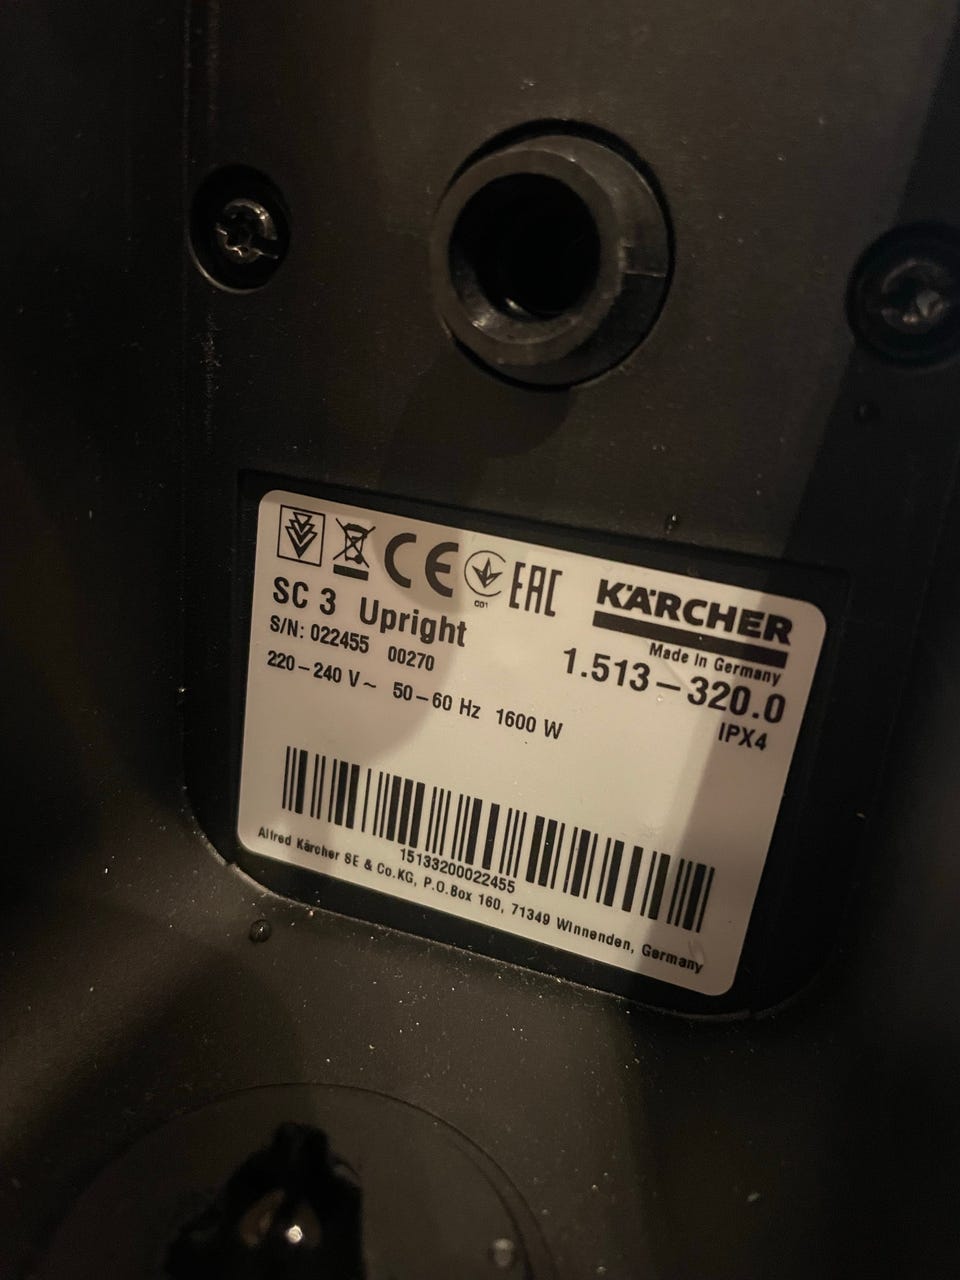 CE
001
EAC
KÄRCHER
Made in Germany
SC 3 Upright
1.513-320.0
S/N: 022455 00270
IPX4
220-240 V~ 50-60 Hz 1600 W
15133200022455
Alfred Kärcher SE & Co.KG, P.O.Box 160, 71349 Winnenden, Germany